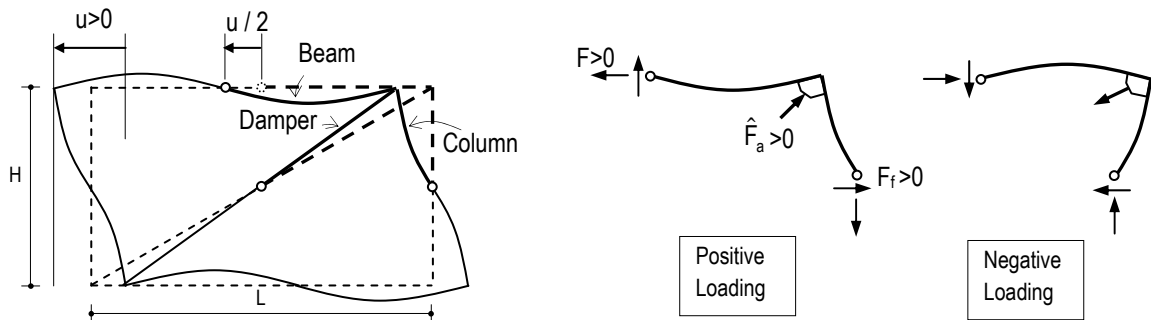 u>0
u / 2
Beam
Damper
Column
H
L
F>0
F̂a >0
Ff >0
Positive
Loading
Negative
Loading